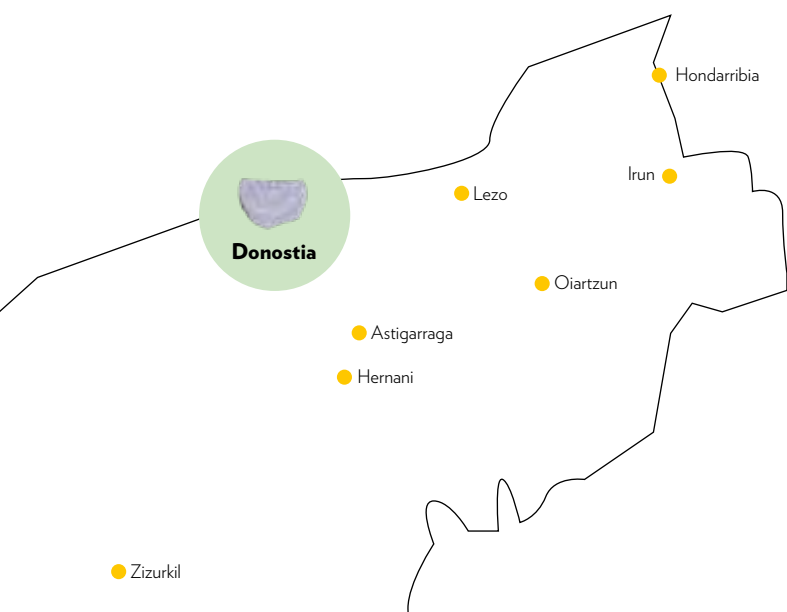 Hondarribia
Irun
Lezo
Donostia
Oiartzun
Astigarraga
Hernani
Zizurkil